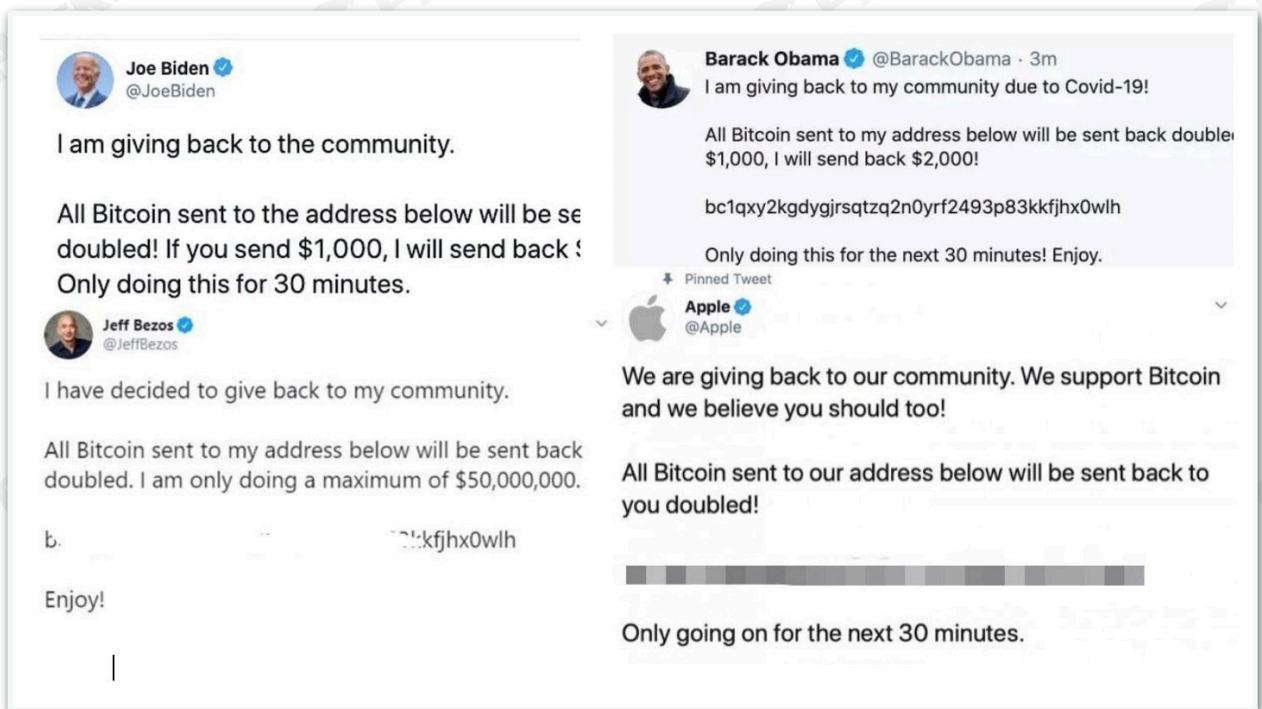 Joe Biden
@JoeBiden
I am giving back to the community.
All Bitcoin sent to the address below will be se
doubled! If you send $1,000, I will send back
Only doing this for 30 minutes.
Jeff Bezos
@JeffBezos
I have decided to give back to my community.
All Bitcoin sent to my address below will be sent back
doubled. I am only doing a maximum of $50,000,000.
kkfjhx0wlh
Enjoy!
Barack Obama @BarackObama · 3m
I am giving back to my community due to Covid-19!
All Bitcoin sent to my address below will be sent back double
$1,000, I will send back $2,000!
bc1qxy2kgdygjrsqtzq2n0yrf2493p83kkfjhx0wlh
Only doing this for the next 30 minutes! Enjoy.
Pinned Tweet
Apple
@Apple
We are giving back to our community. We support Bitcoin
and we believe you should too!
All Bitcoin sent to our address below will be sent back to
you doubled!
Only going on for the next 30 minutes.